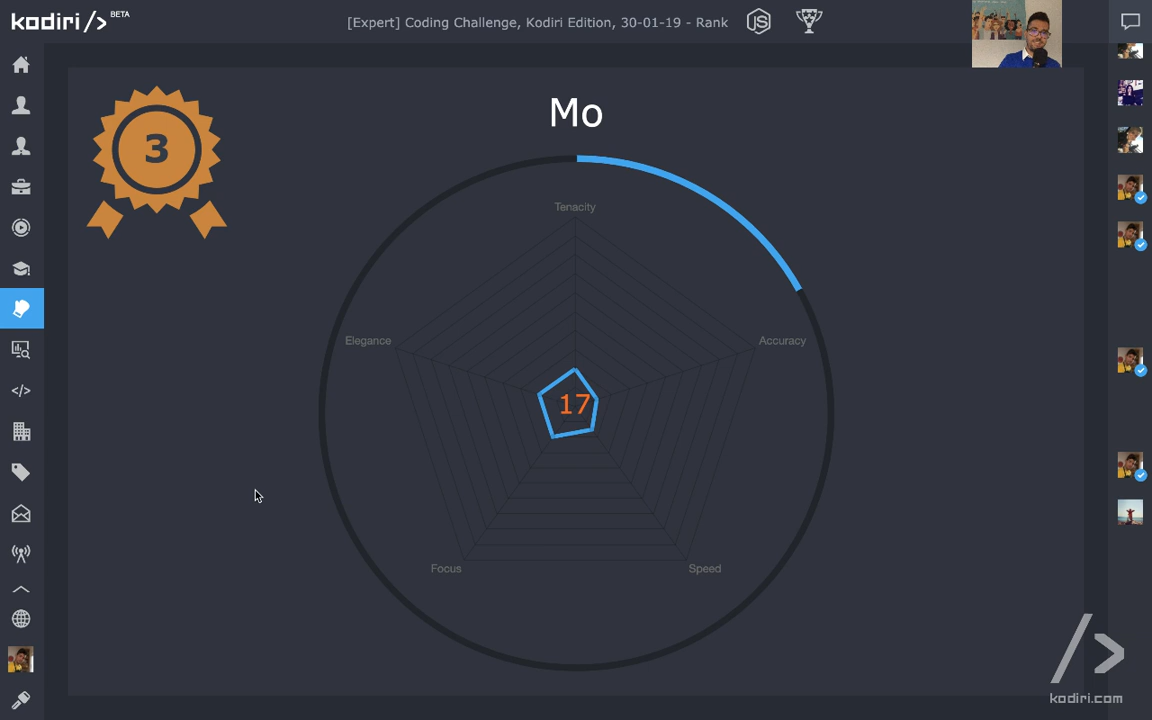 kodiri/> BETA
[Expert] Coding Challenge, Kodiri Edition, 30-01-19 - Rank
JS
3
Mo
Tenacity
Elegance
Accuracy
17
Focus
Speed
</>
kodiri.com